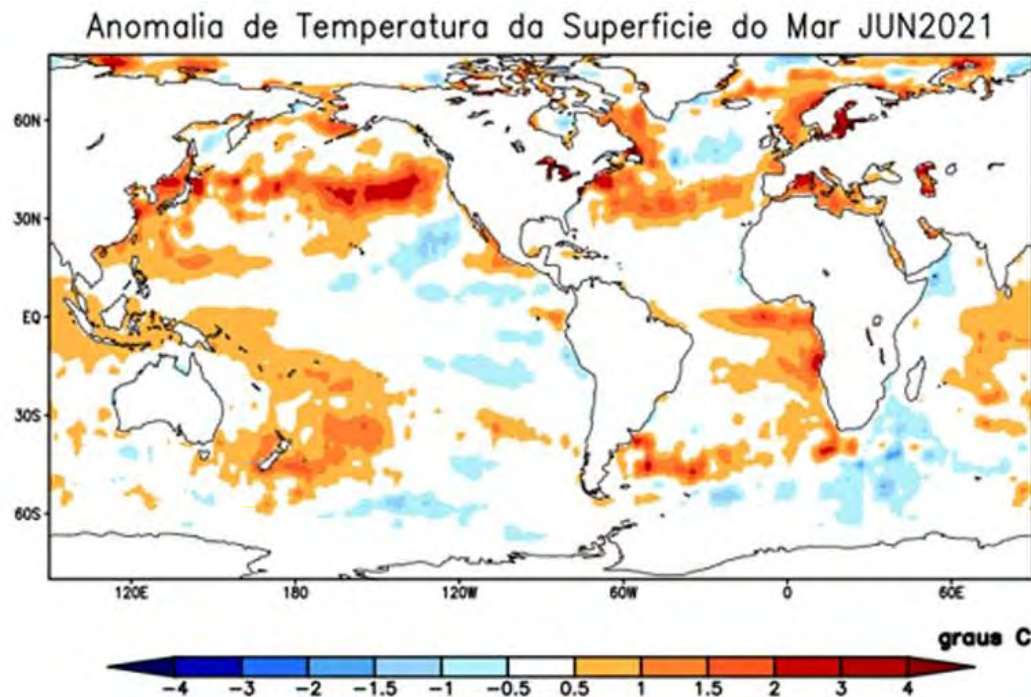 Anomalia de Temperatura da Superficie do Mar JUN2021
60N
30N
EQ
30S
60S
120E 180 120W 60W 0 60E
graus C
-4 -3 -2 -1.5 -1 -0.5 0.5 1 1.5 2 3 4